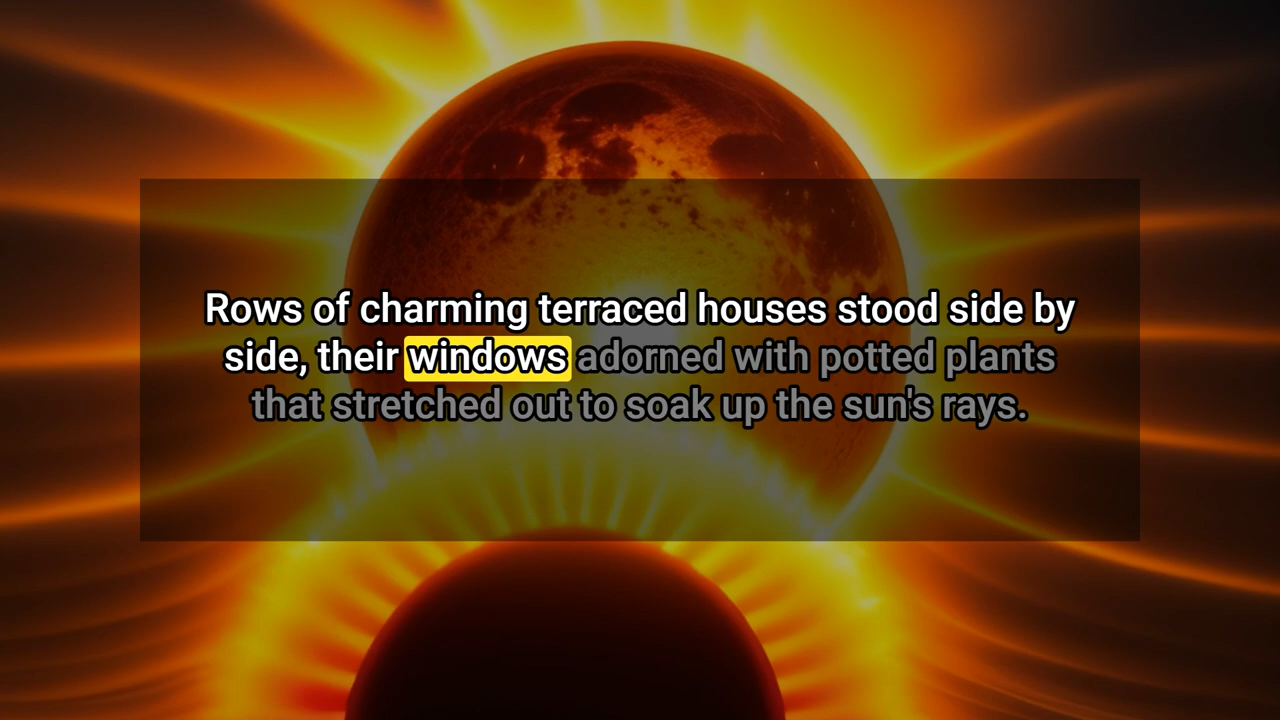 Rows of charming terraced houses stood side by
side, their windows adorned with potted plants
that stretched out to soak up the sun's rays.